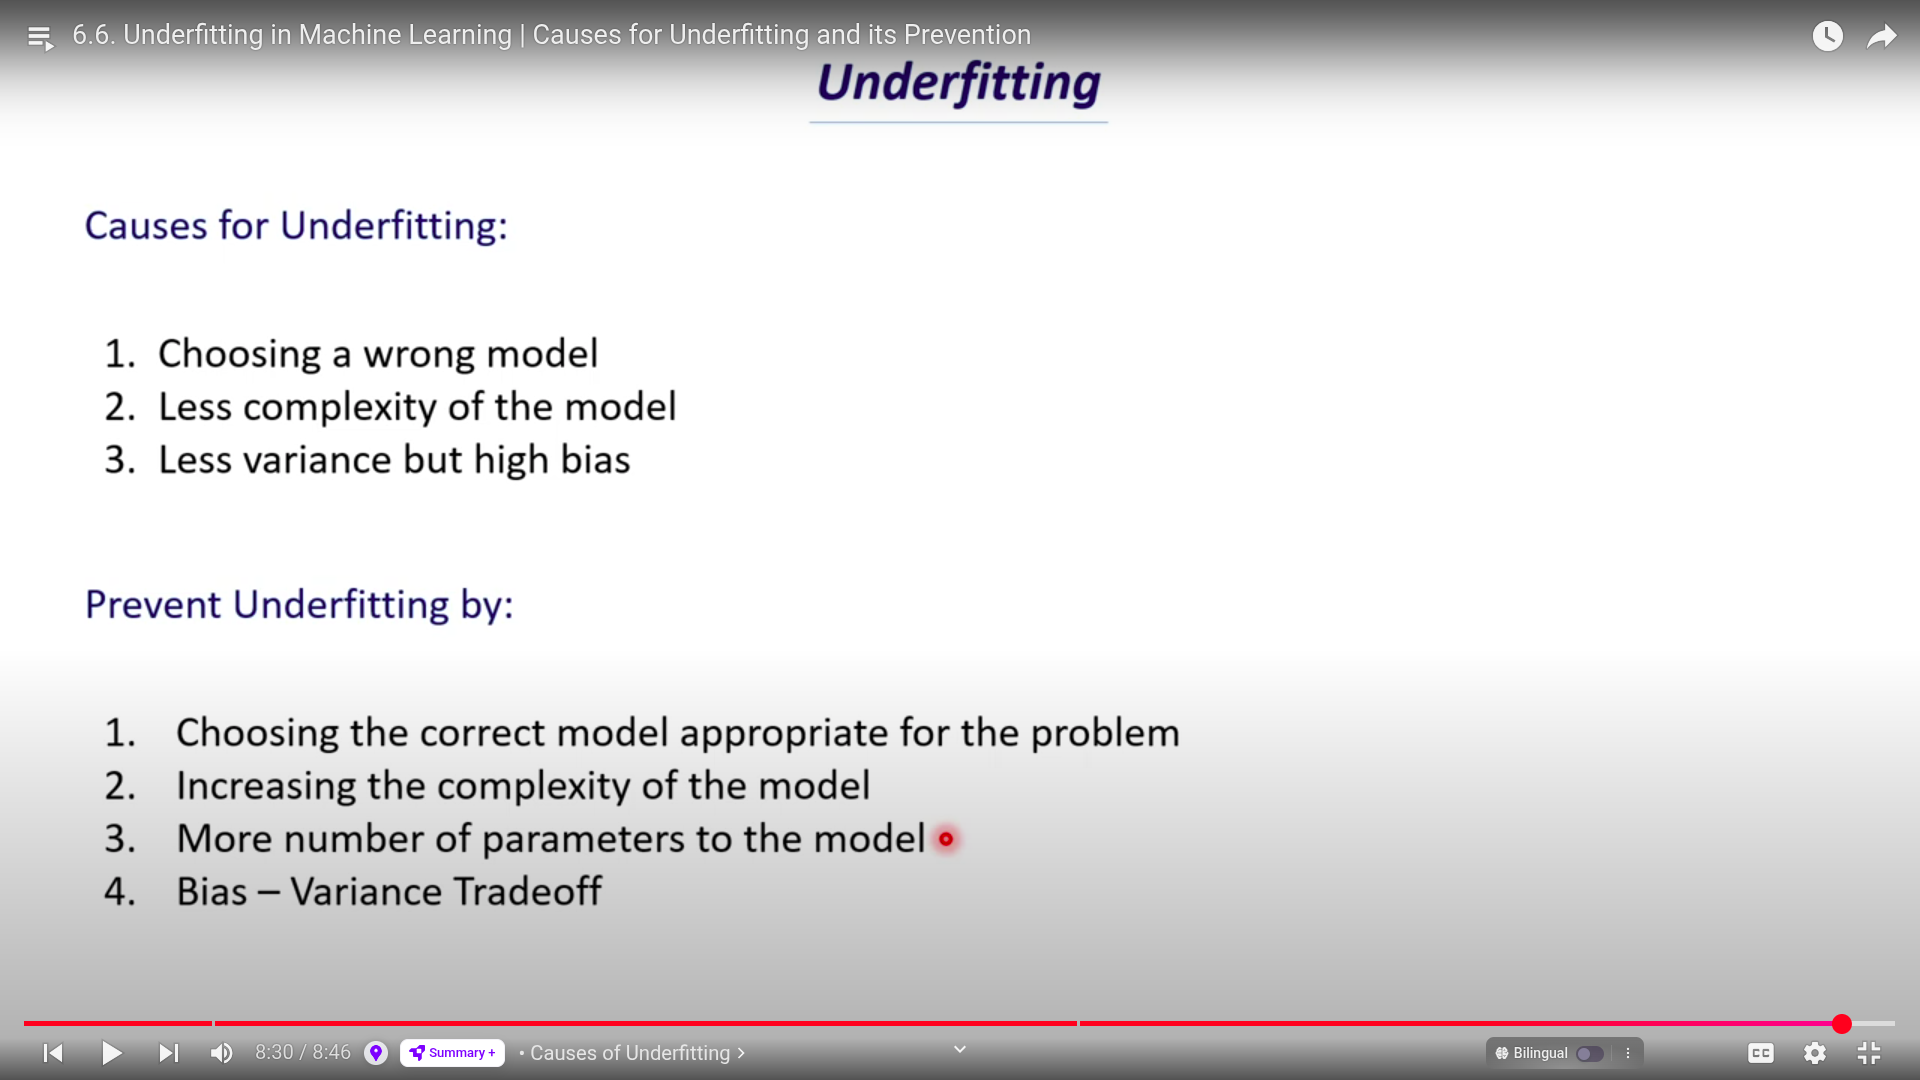 6.6. Underfitting in Machine Learning | Causes for Underfitting and its Prevention
Underfitting
Causes for Underfitting:
1. Choosing a wrong model
2. Less complexity of the model
3. Less variance but high bias
Prevent Underfitting by:
1. Choosing the correct model appropriate for the problem
2. Increasing the complexity of the model
3. More number of parameters to the model
4. Bias – Variance Tradeoff
8:30 / 8:46 Summary + • Causes of Underfitting Bilingual CC